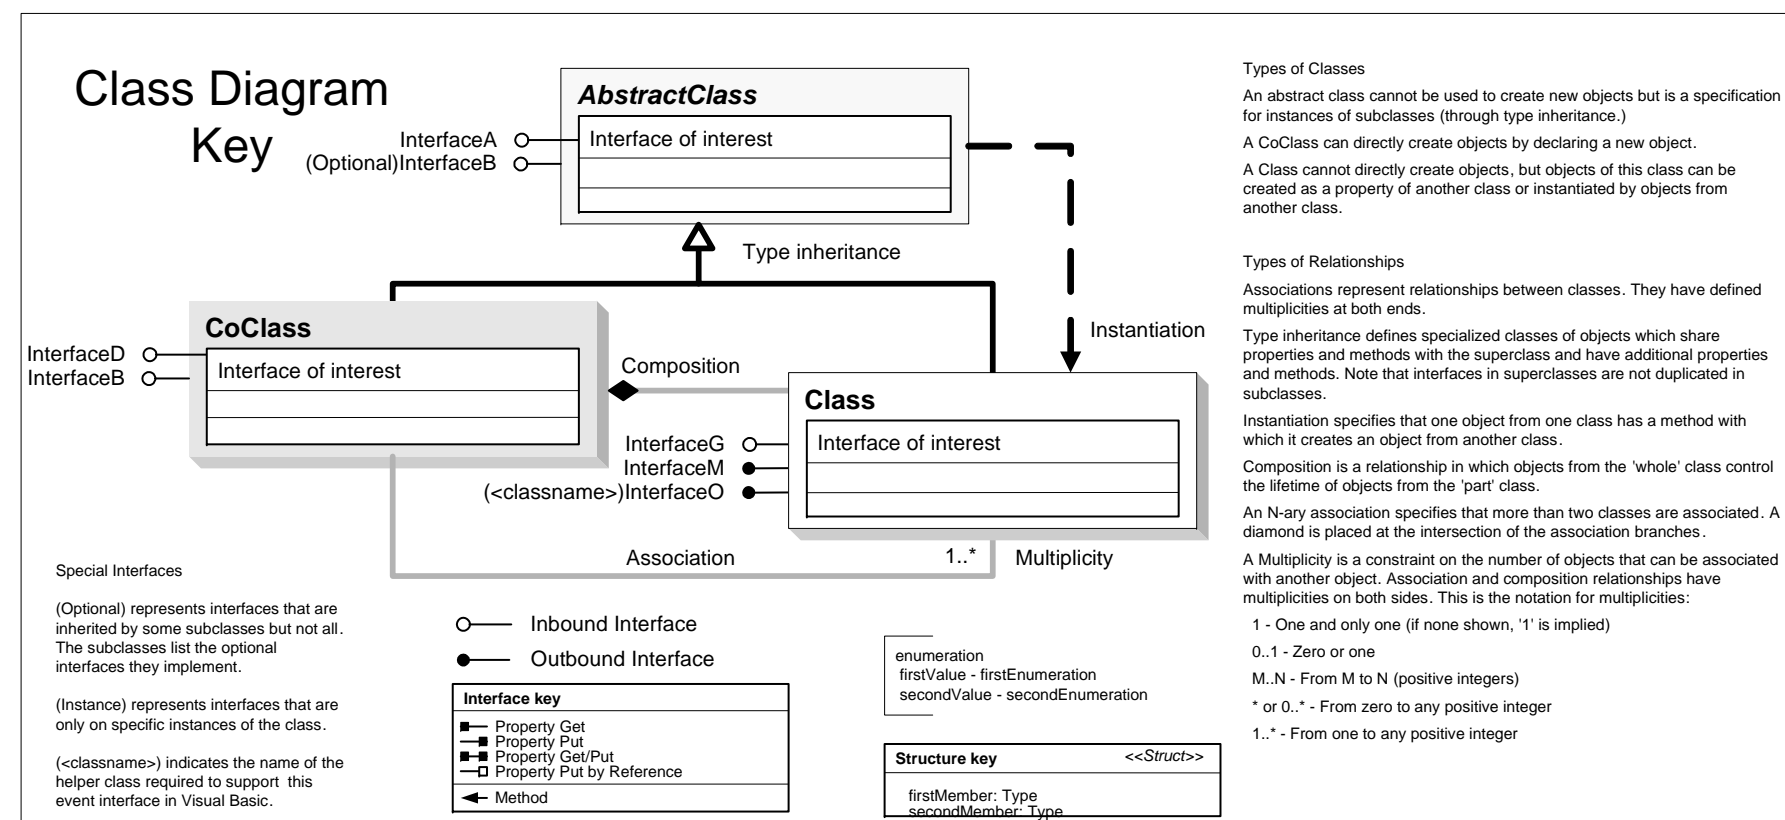 Class Diagram
Key
AbstractClass
Interface of interest
InterfaceA
(Optional)InterfaceB
Type inheritance
CoClass
Interface of interest
InterfaceD
InterfaceB
Composition
Instantiation
Class
Interface of interest
InterfaceG
InterfaceM
(<classname>)InterfaceO
Association
1..*
Multiplicity
Special Interfaces
(Optional) represents interfaces that are
inherited by some subclasses but not all.
The subclasses list the optional
interfaces they implement.
(Instance) represents interfaces that are
only on specific instances of the class.
(<classname>) indicates the name of the
helper class required to support this
event interface in Visual Basic.
Inbound Interface
Outbound Interface
Interface key
Property Get
Property Put
Property Get/Put
Property Put by Reference
Method
enumeration
firstValue - firstEnumeration
secondValue - secondEnumeration
Structure key <<Struct>>
firstMember: Type
secondMember: Type
Types of Classes
An abstract class cannot be used to create new objects but is a specification
for instances of subclasses (through type inheritance.)
A CoClass can directly create objects by declaring a new object.
A Class cannot directly create objects, but objects of this class can be
created as a property of another class or instantiated by objects from
another class.
Types of Relationships
Associations represent relationships between classes. They have defined
multiplicities at both ends.
Type inheritance defines specialized classes of objects which share
properties and methods with the superclass and have additional properties
and methods. Note that interfaces in superclasses are not duplicated in
subclasses.
Instantiation specifies that one object from one class has a method with
which it creates an object from another class.
Composition is a relationship in which objects from the 'whole' class control
the lifetime of objects from the 'part' class.
An N-ary association specifies that more than two classes are associated. A
diamond is placed at the intersection of the association branches.
A Multiplicity is a constraint on the number of objects that can be associated
with another object. Association and composition relationships have
multiplicities on both sides. This is the notation for multiplicities:
1 - One and only one (if none shown, '1' is implied)
0..1 - Zero or one
M..N - From M to N (positive integers)
* or 0..* - From zero to any positive integer
1..* - From one to any positive integer